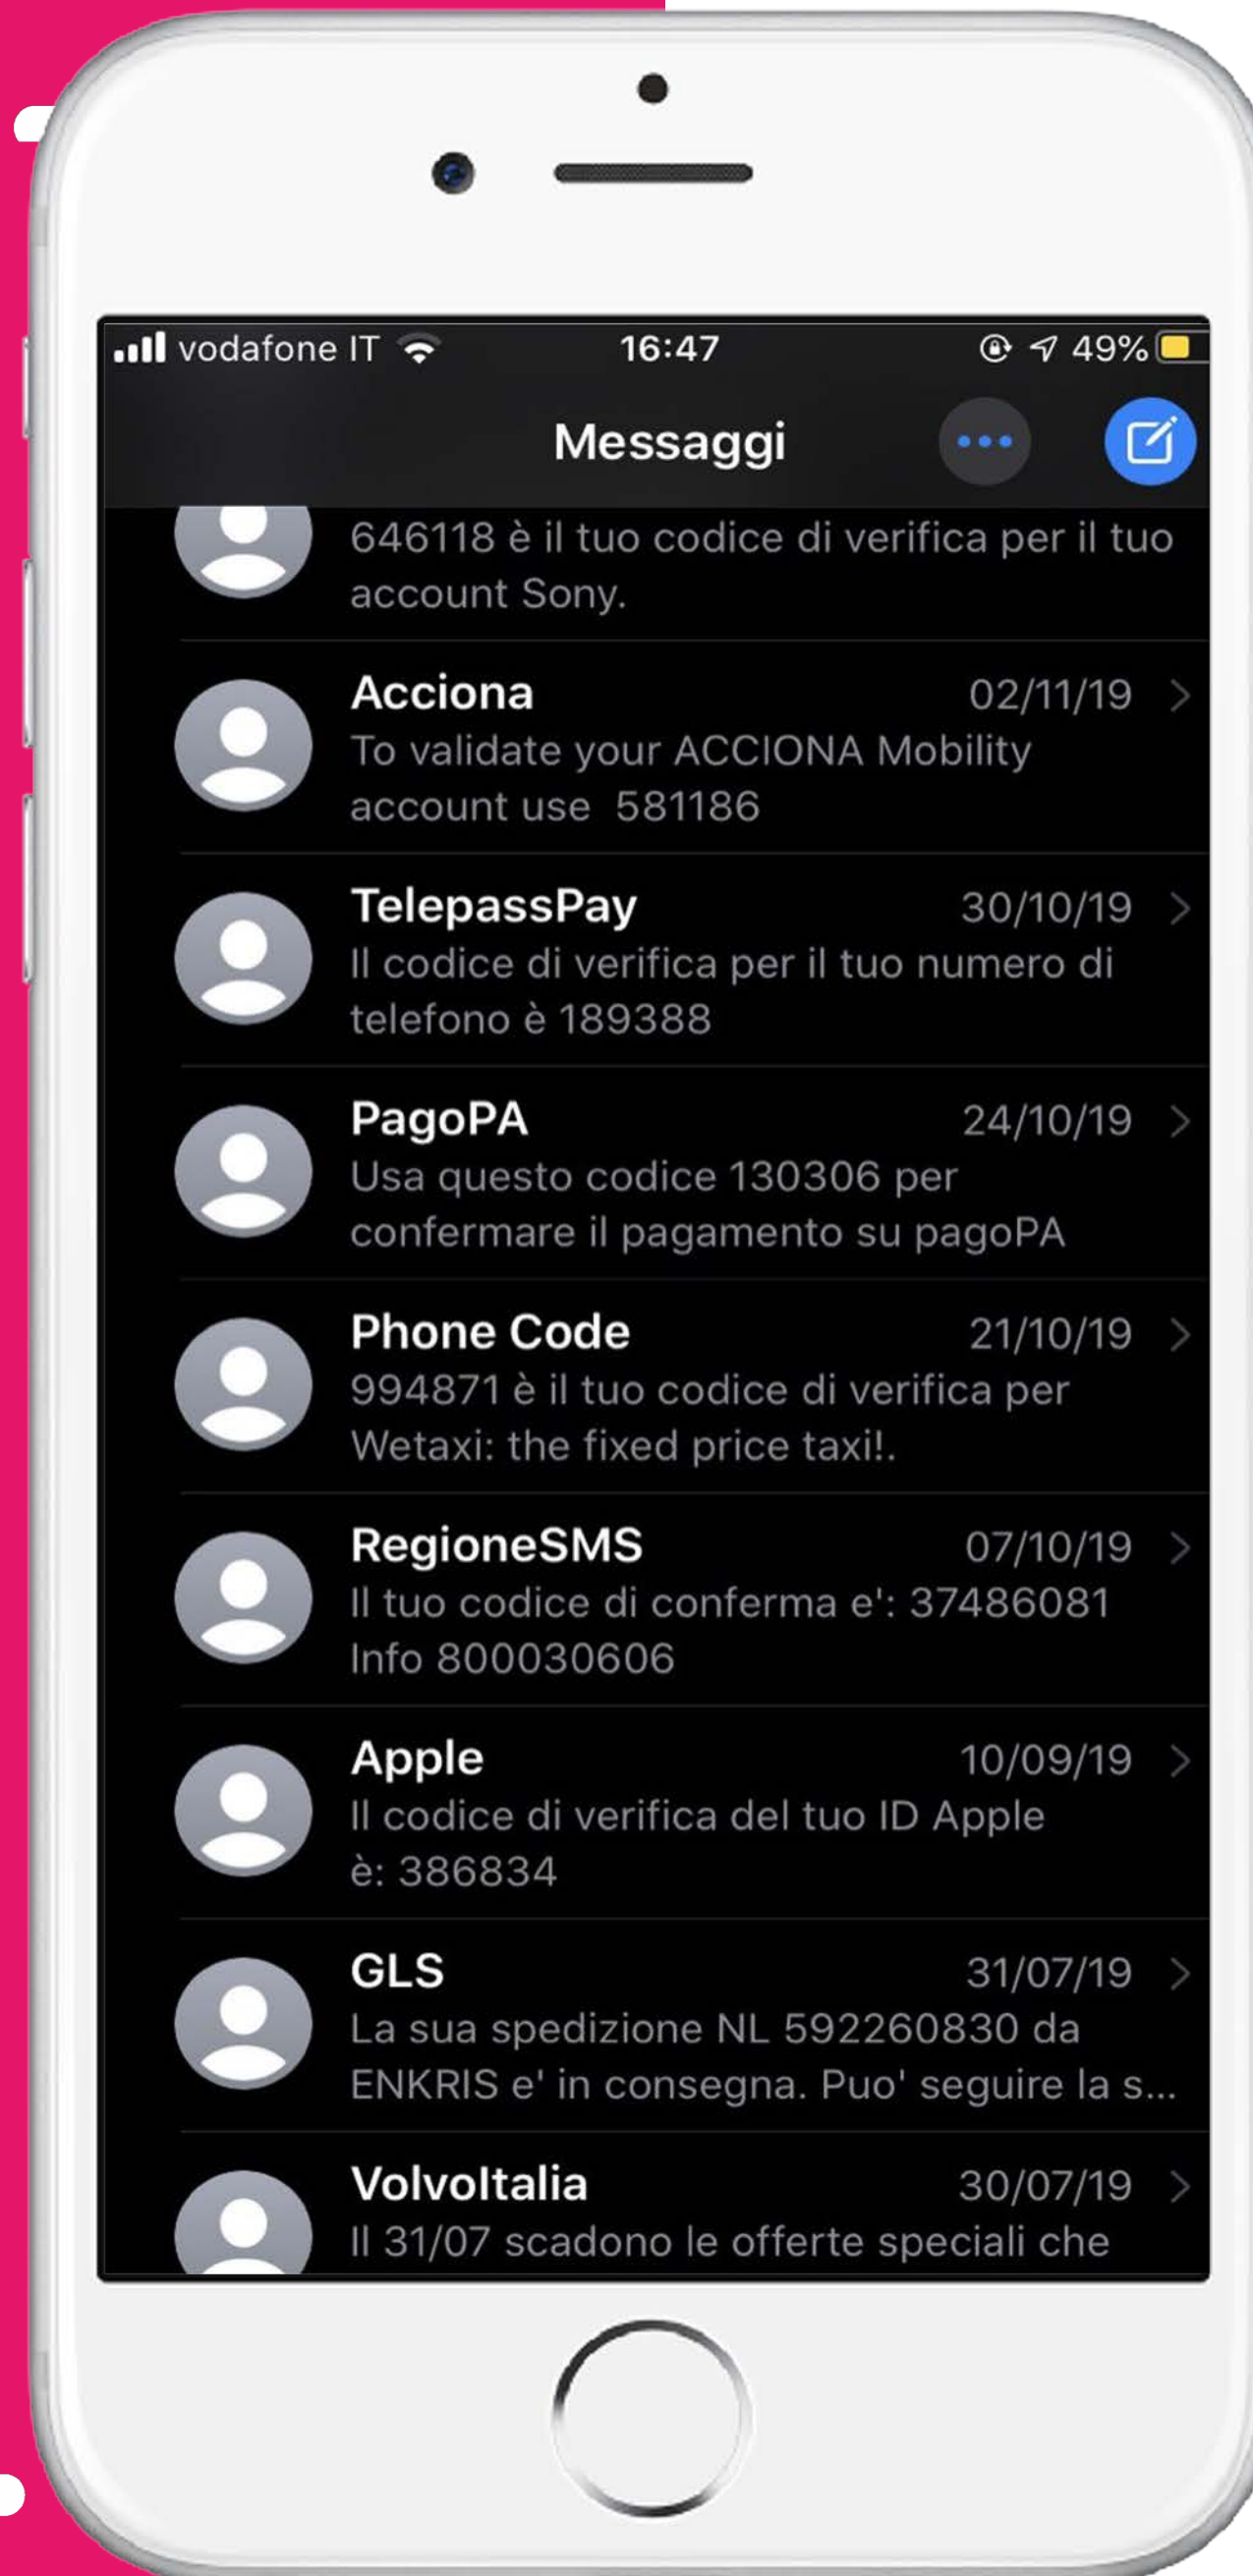 vodafone IT 16:47 49%
Messaggi
646118 è il tuo codice di verifica per il tuo
account Sony.
Acciona 02/11/19
To validate your ACCIONA Mobility
account use 581186
TelepassPay 30/10/19
Il codice di verifica per il tuo numero di
telefono è 189388
PagoPA 24/10/19
Usa questo codice 130306 per
confermare il pagamento su pagoPA
Phone Code 21/10/19
994871 è il tuo codice di verifica per
Wetaxi: the fixed price taxi!.
RegioneSMS 07/10/19
Il tuo codice di conferma e': 37486081
Info 800030606
Apple 10/09/19
Il codice di verifica del tuo ID Apple
è: 386834
GLS 31/07/19
La sua spedizione NL 592260830 da
ENKRIS e' in consegna. Puo' seguire la s...
VolvoItalia 30/07/19
Il 31/07 scadono le offerte speciali che